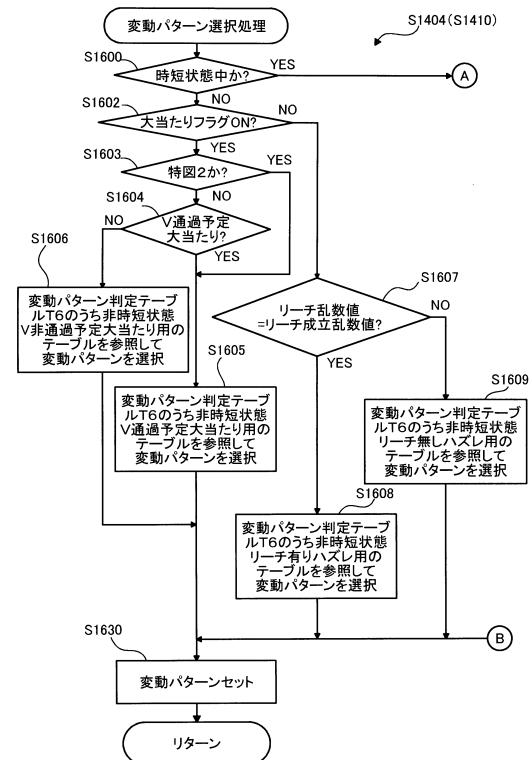 変動パターン選択処理
S1404(S1410)
S1600
時短状態中か?
YES
A
NO
S1602
大当たりフラグON?
NO
YES
S1603
特図2か?
YES
NO
S1604
V通過予定
大当たり?
NO
YES
S1606
変動パターン判定テーブ
ルT6のうち非時短状態
V非通過予定大当たり用の
テーブルを参照して
変動パターンを選択
S1607
リーチ乱数値
=リーチ成立乱数値?
NO
YES
S1605
変動パターン判定テーブ
ルT6のうち非時短状態
V通過予定大当たり用の
テーブルを参照して
変動パターンを選択
S1609
変動パターン判定テーブ
ルT6のうち非時短状態
リーチ無しハズレ用の
テーブルを参照して
変動パターンを選択
S1608
変動パターン判定テーブ
ルT6のうち非時短状態
リーチ有りハズレ用の
テーブルを参照して
変動パターンを選択
B
S1630
変動パターンセット
リターン